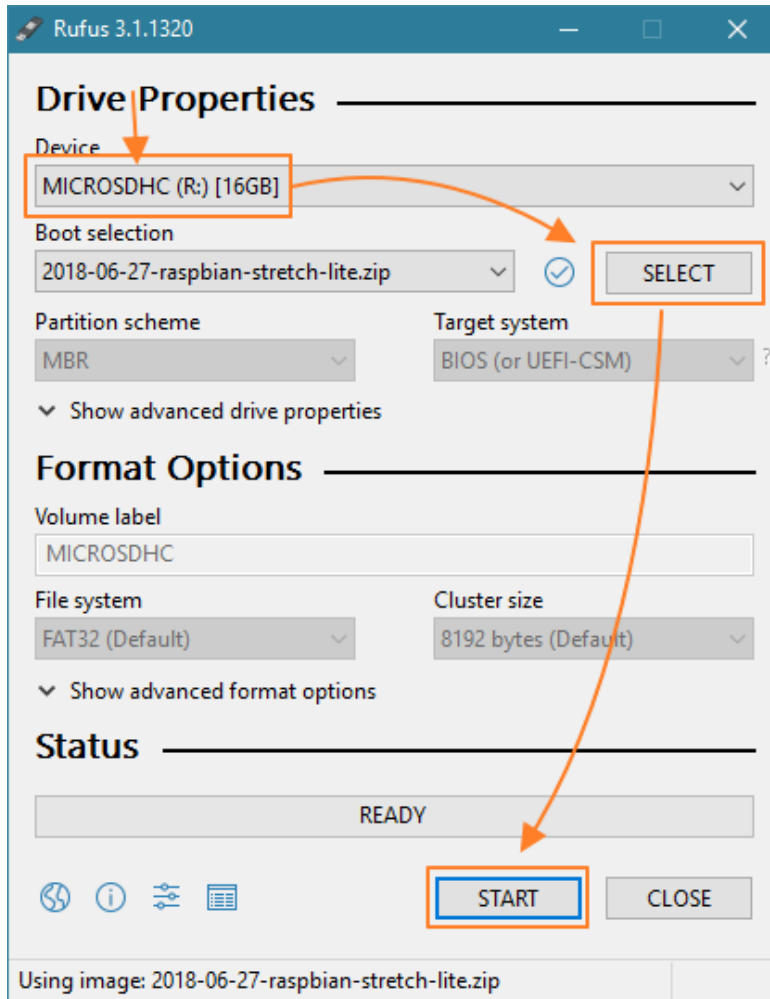 Rufus 3.1.1320
Drive Properties
Device
MICROSDHC (R:) [16GB]
Boot selection
2018-06-27-raspbian-stretch-lite.zip
SELECT
Partition scheme
Target system
MBR
BIOS (or UEFI-CSM)
?
Show advanced drive properties
Format Options
Volume label
MICROSDHC
File system
Cluster size
FAT32 (Default)
8192 bytes (Default)
Show advanced format options
Status
READY
START
CLOSE
Using image: 2018-06-27-raspbian-stretch-lite.zip